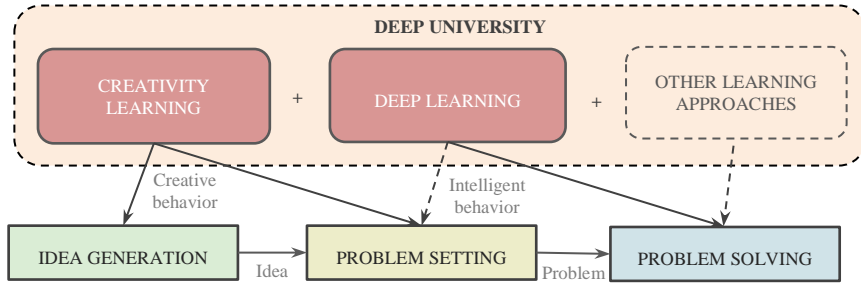 DEEP UNIVERSITY
CREATIVITY
LEARNING
+
DEEP LEARNING
+
OTHER LEARNING
APPROACHES
Creative
behavior
Intelligent
behavior
IDEA GENERATION
Idea
PROBLEM SETTING
Problem
PROBLEM SOLVING